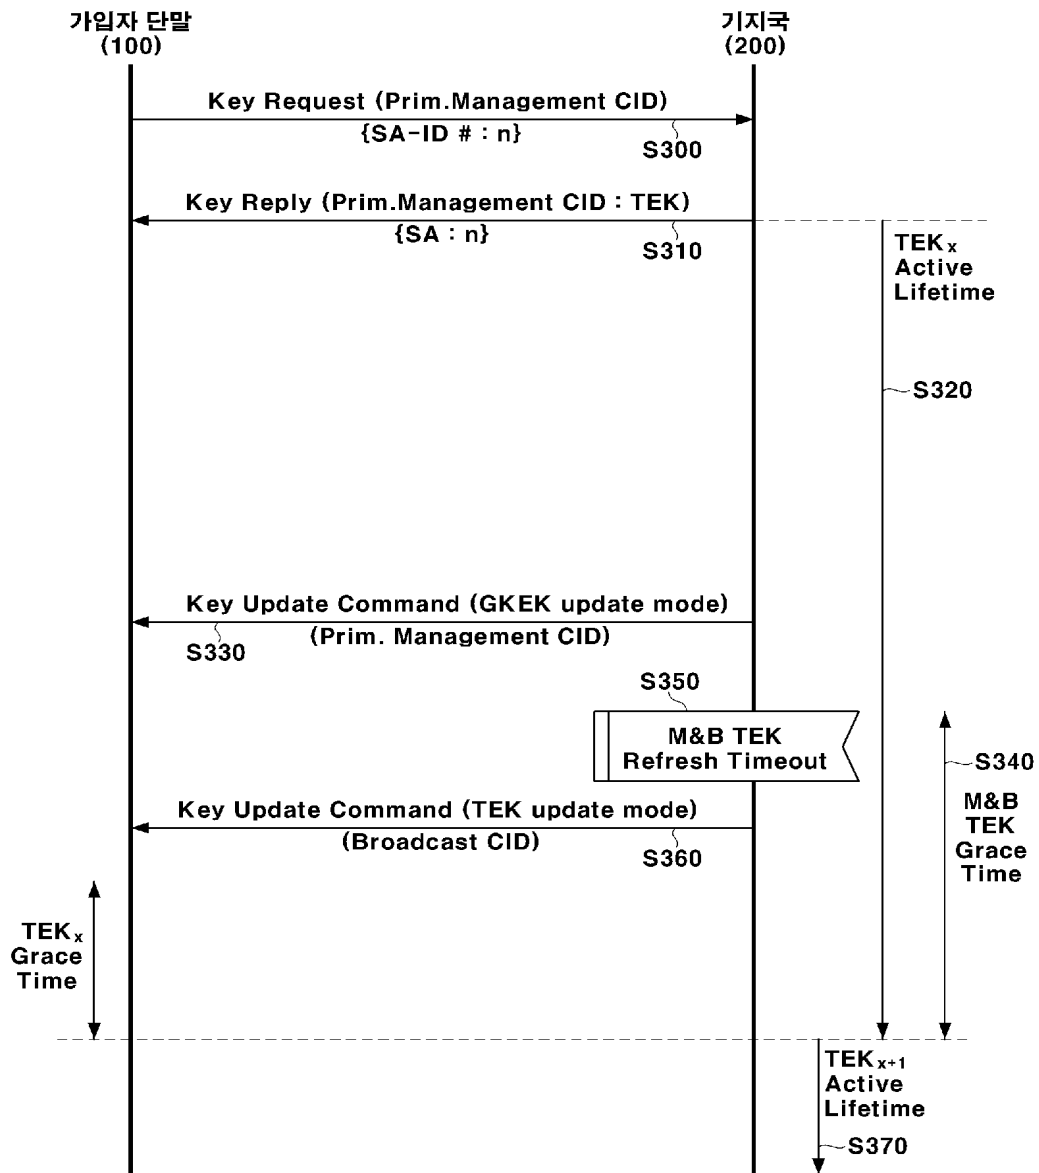 가입자 단말
(100)
기지국
(200)
Key Request (Prim.Management CID)
{SA-ID # : n}
S300
Key Reply (Prim.Management CID : TEK)
{SA : n}
S310
TEKx
Active
Lifetime
S320
Key Update Command (GKEK update mode)
(Prim. Management CID)
S330
S350
M&B TEK
Refresh Timeout
S340
M&B
TEK
Grace
Time
Key Update Command (TEK update mode)
(Broadcast CID)
S360
TEKx
Grace
Time
TEKx+1
Active
Lifetime
S370